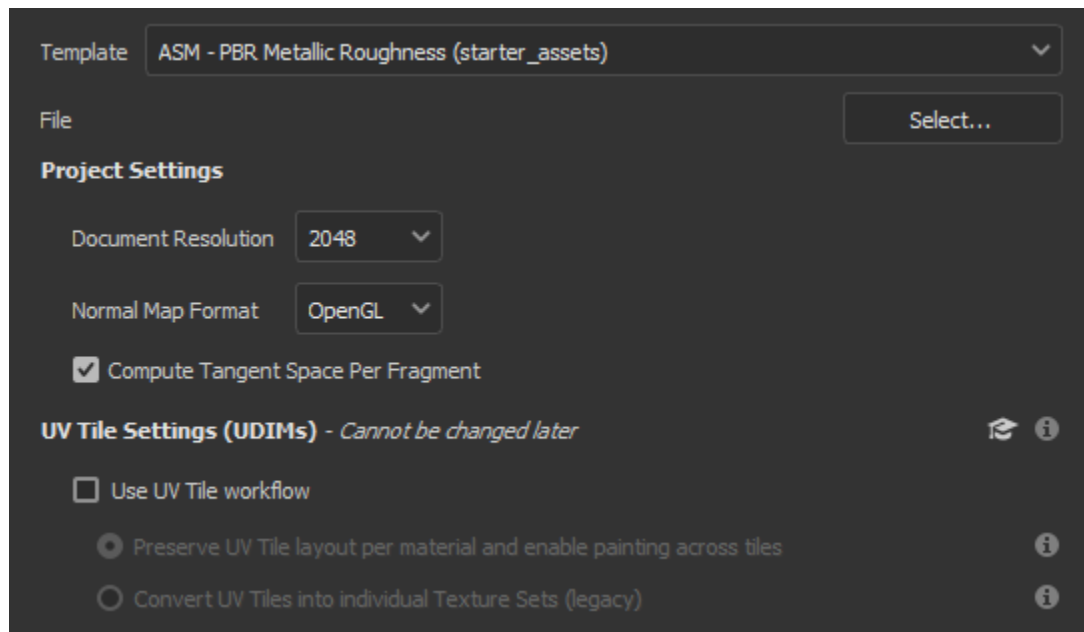 Template ASM - PBR Metallic Roughness (starter_assets)
File Select...
Project Settings
Document Resolution 2048
Normal Map Format OpenGL
Compute Tangent Space Per Fragment
UV Tile Settings (UDIMs) - Cannot be changed later
Use UV Tile workflow
Preserve UV Tile layout per material and enable painting across tiles
Convert UV Tiles into individual Texture Sets (legacy)